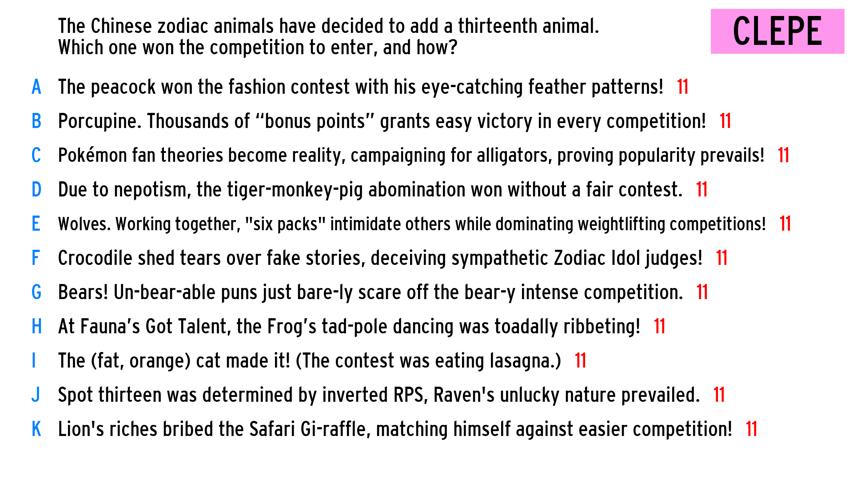 The Chinese zodiac animals have decided to add a thirteenth animal.
Which one won the competition to enter, and how?
CLEPE
A The peacock won the fashion contest with his eye-catching feather patterns! 11
B Porcupine. Thousands of “bonus points” grants easy victory in every competition! 11
C Pokémon fan theories become reality, campaigning for alligators, proving popularity prevails! 11
D Due to nepotism, the tiger-monkey-pig abomination won without a fair contest. 11
E Wolves. Working together, "six packs" intimidate others while dominating weightlifting competitions! 11
F Crocodile shed tears over fake stories, deceiving sympathetic Zodiac Idol judges! 11
G Bears! Un-bear-able puns just bare-ly scare off the bear-y intense competition. 11
H At Fauna’s Got Talent, the Frog’s tad-pole dancing was toadally ribbeting! 11
I The (fat, orange) cat made it! (The contest was eating lasagna.) 11
J Spot thirteen was determined by inverted RPS, Raven's unlucky nature prevailed. 11
K Lion's riches bribed the Safari Gi-raffle, matching himself against easier competition! 11